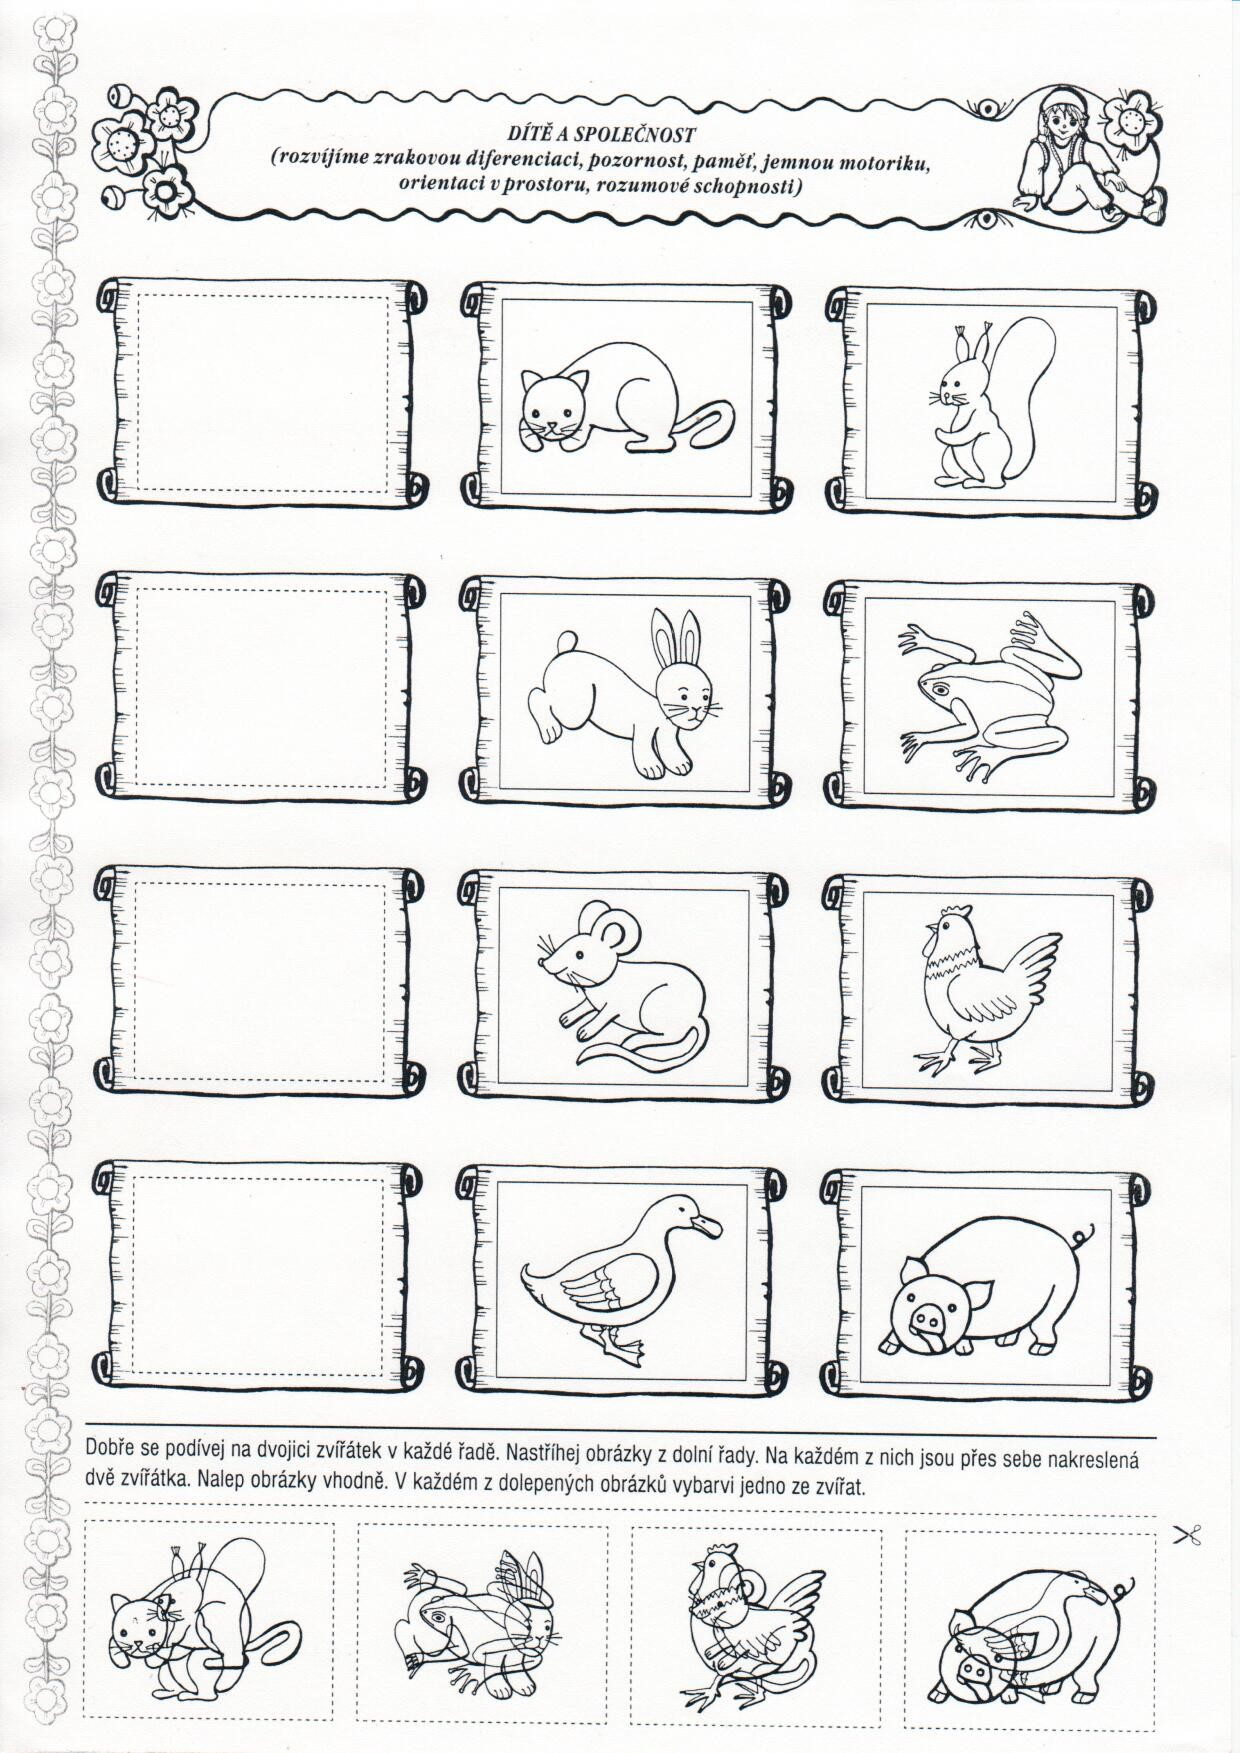 DÍTĚ A SPOLEČNOST
(rozvíjíme zrakovou diferenciaci, pozornost, paměť, jemnou motoriku,
orientaci v prostoru, rozumové schopnosti)
Dobře se podívej na dvojici zvířátek v každé řadě. Nastříhej obrázky z dolní řady. Na každém z nich jsou přes sebe nakreslená
dvě zvířátka. Nalep obrázky vhodně. V každém z dolepených obrázků vybarvi jedno ze zvířat.